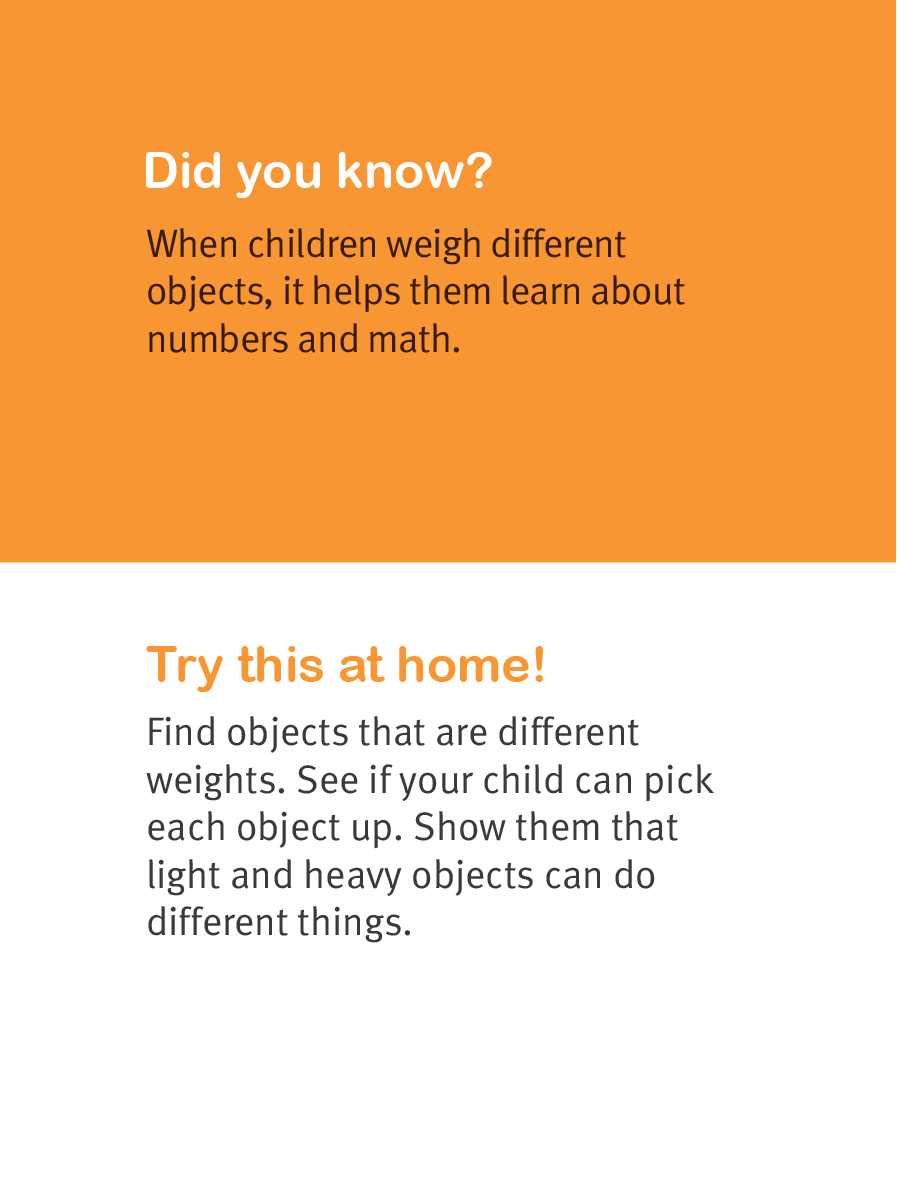 Did you know?
When children weigh different
objects, it helps them learn about
numbers and math.
Try this at home!
Find objects that are different
weights. See if your child can pick
each object up. Show them that
light and heavy objects can do
different things.